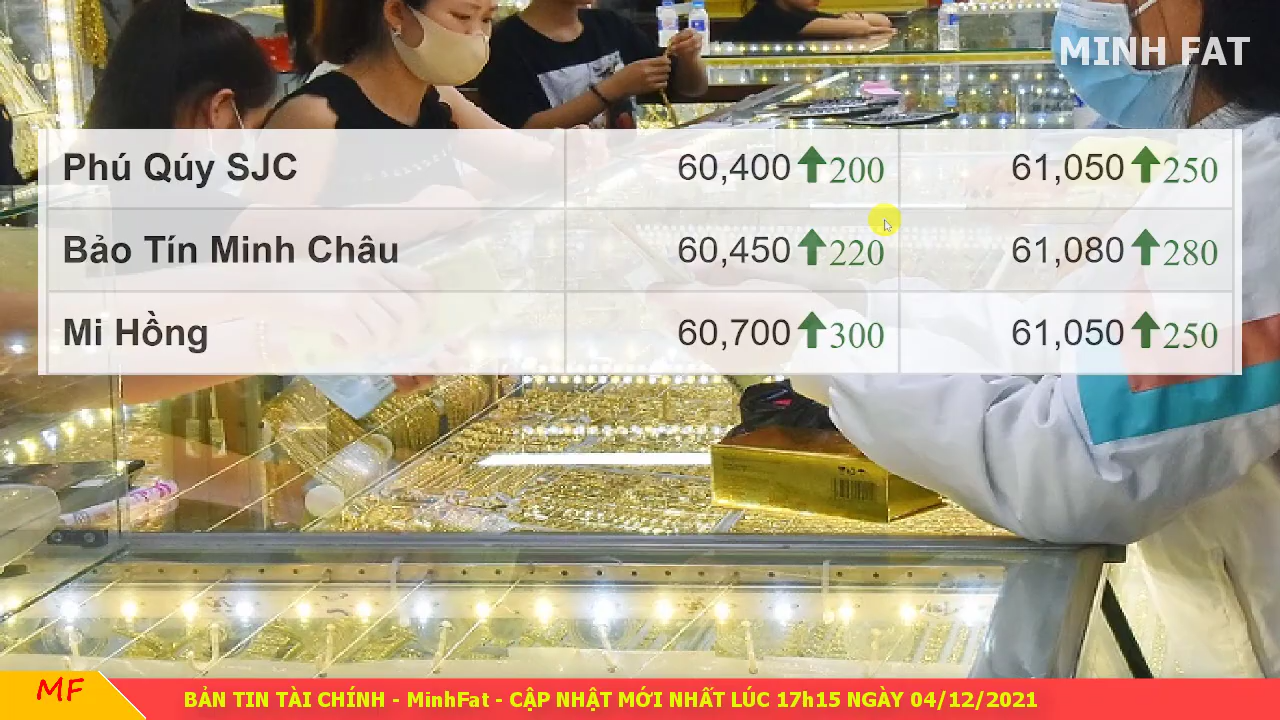 MINH FAT
Phú Qúy SJC 60,400 200 61,050 250
Bảo Tín Minh Châu 60,450 220 61,080 280
Mi Hồng 60,700 300 61,050 250
MF
BẢN TIN TÀI CHÍNH - MinhFat - CẬP NHẬT MỚI NHẤT LÚC 17h15 NGÀY 04/12/2021